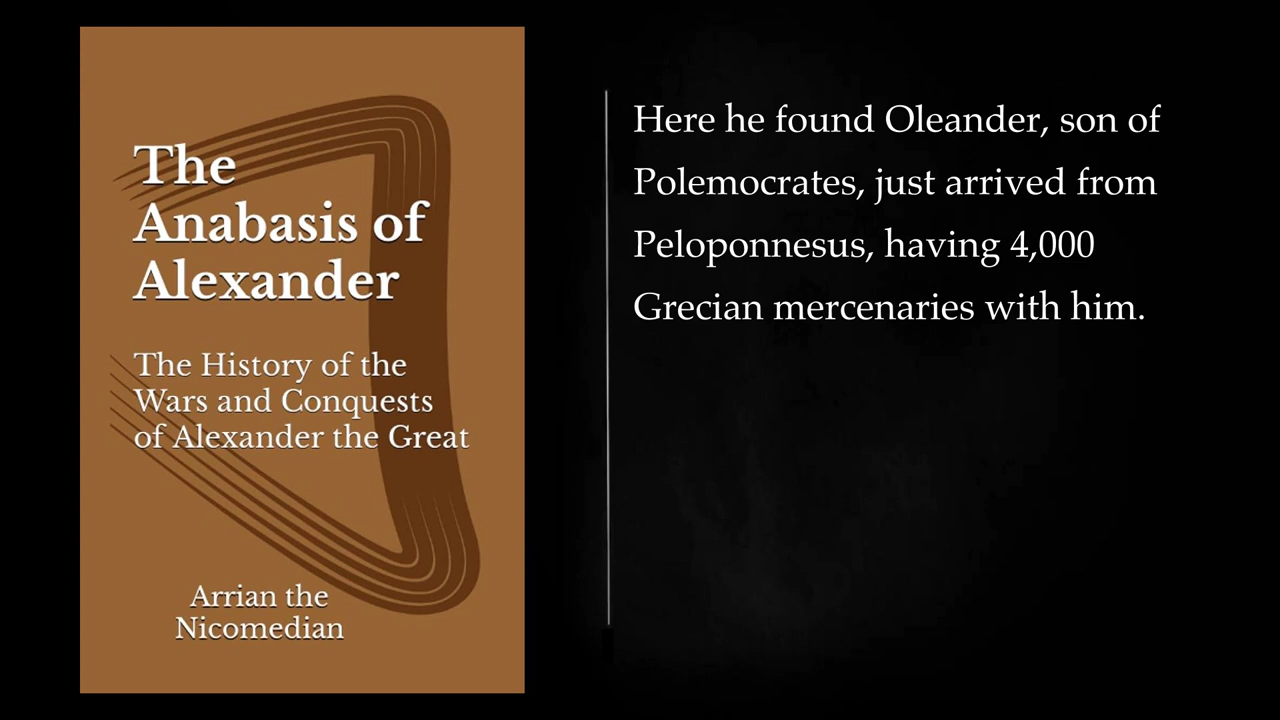 The
Anabasis of
Alexander
The History of the
Wars and Conquests
of Alexander the Great
Arrian the
Nicomedian
Here he found Oleander, son of
Polemocrates, just arrived from
Peloponnesus, having 4,000
Grecian mercenaries with him.